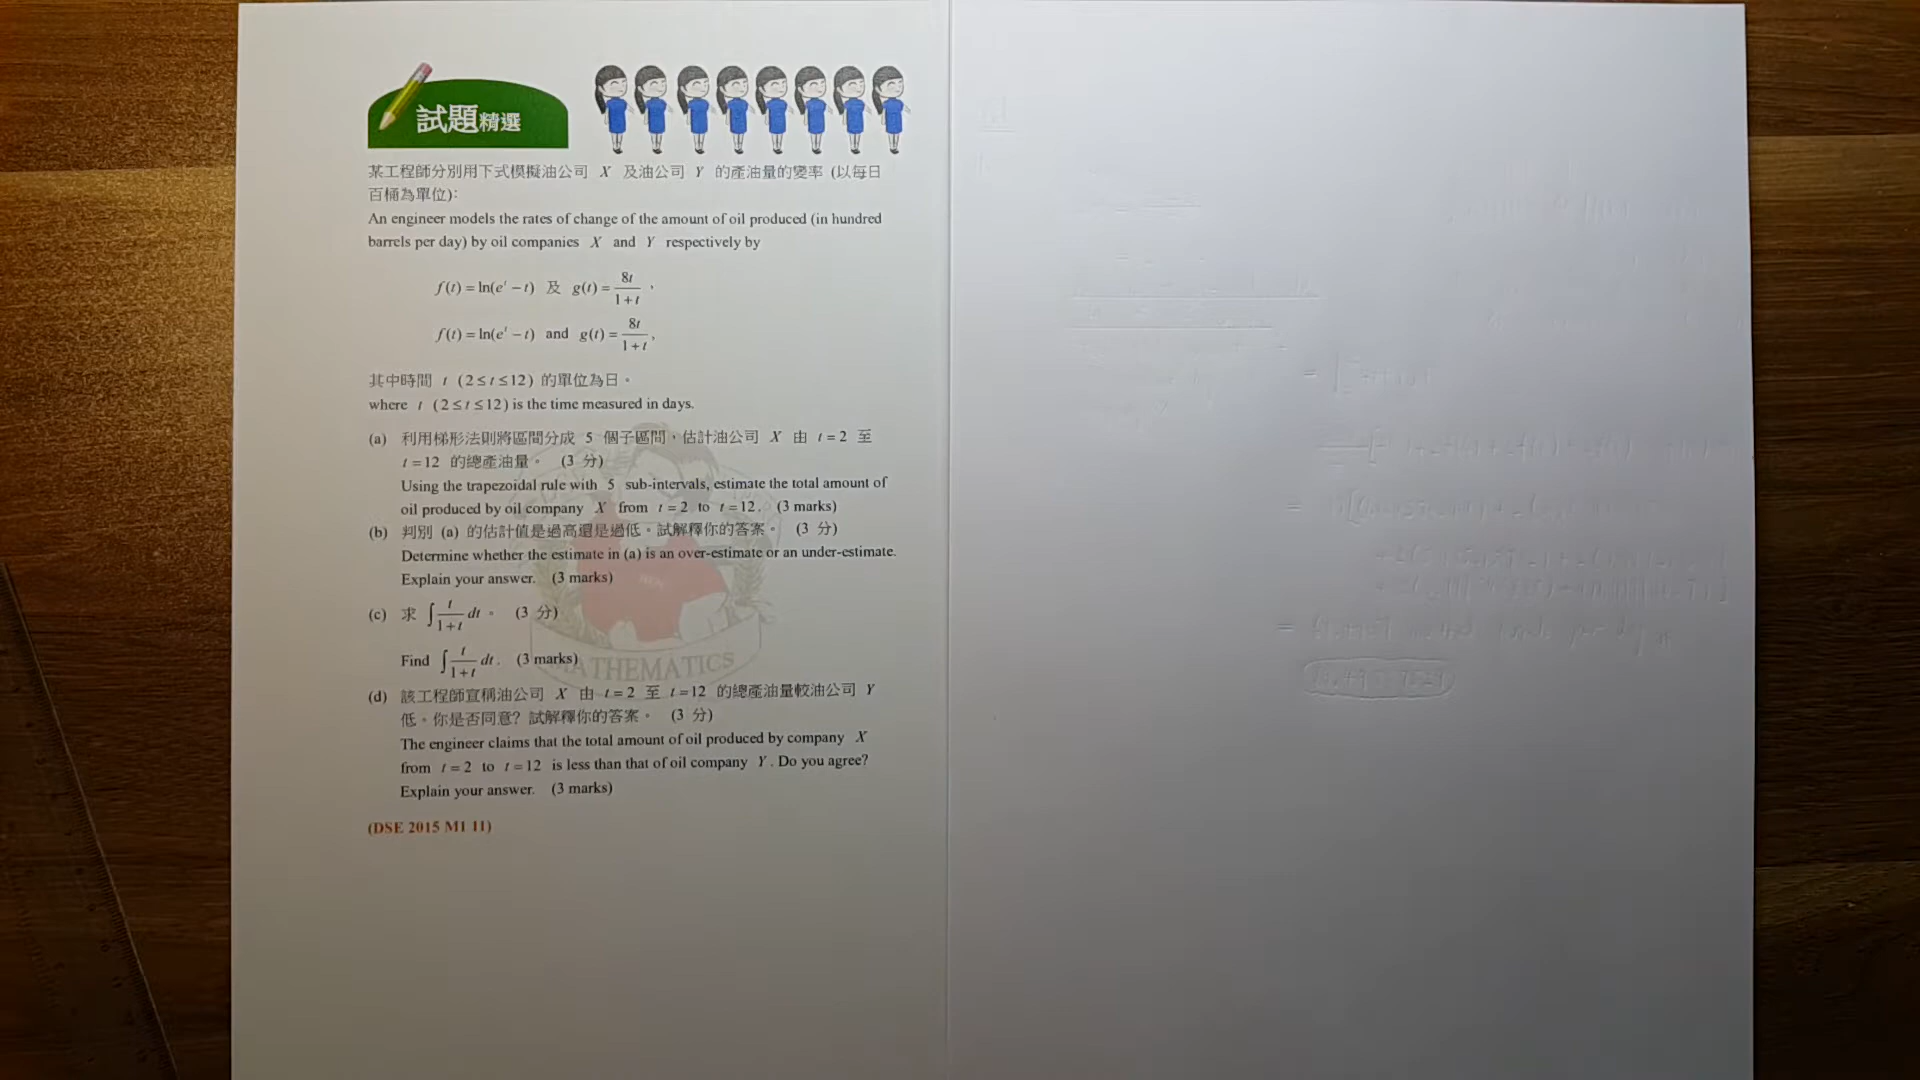 試題精選
某工程師分別用下式模擬油公司 X 及油公司 Y 的產油量的變率 (以每日
百桶為單位):
An engineer models the rates of change of the amount of oil produced (in hundred
barrels per day) by oil companies X and Y respectively by
f(t) = ln(e^t − t) 及 g(t) = 8t/(1+t) ,
f(t) = ln(e^t − t) and g(t) = 8t/(1+t) ,
其中時間 t (2 ≤ t ≤ 12) 的單位為日。
where t (2 ≤ t ≤ 12) is the time measured in days.
(a) 利用梯形法則將區間分成 5 個子區間,估計油公司 X 由 t = 2 至
t = 12 的總產油量。 (3 分)
Using the trapezoidal rule with 5 sub-intervals, estimate the total amount of
oil produced by oil company X from t = 2 to t = 12. (3 marks)
(b) 判別 (a) 的估計值是過高還是過低。試解釋你的答案。 (3 分)
Determine whether the estimate in (a) is an over-estimate or an under-estimate.
Explain your answer. (3 marks)
(c) 求 ∫ t/(1+t) dt 。 (3 分)
Find ∫ t/(1+t) dt . (3 marks)
MATHEMATICS
(d) 該工程師宣稱油公司 X 由 t = 2 至 t = 12 的總產油量較油公司 Y
低。你是否同意? 試解釋你的答案。 (3 分)
The engineer claims that the total amount of oil produced by company X
from t = 2 to t = 12 is less than that of oil company Y . Do you agree?
Explain your answer. (3 marks)
(DSE 2015 M1 11)